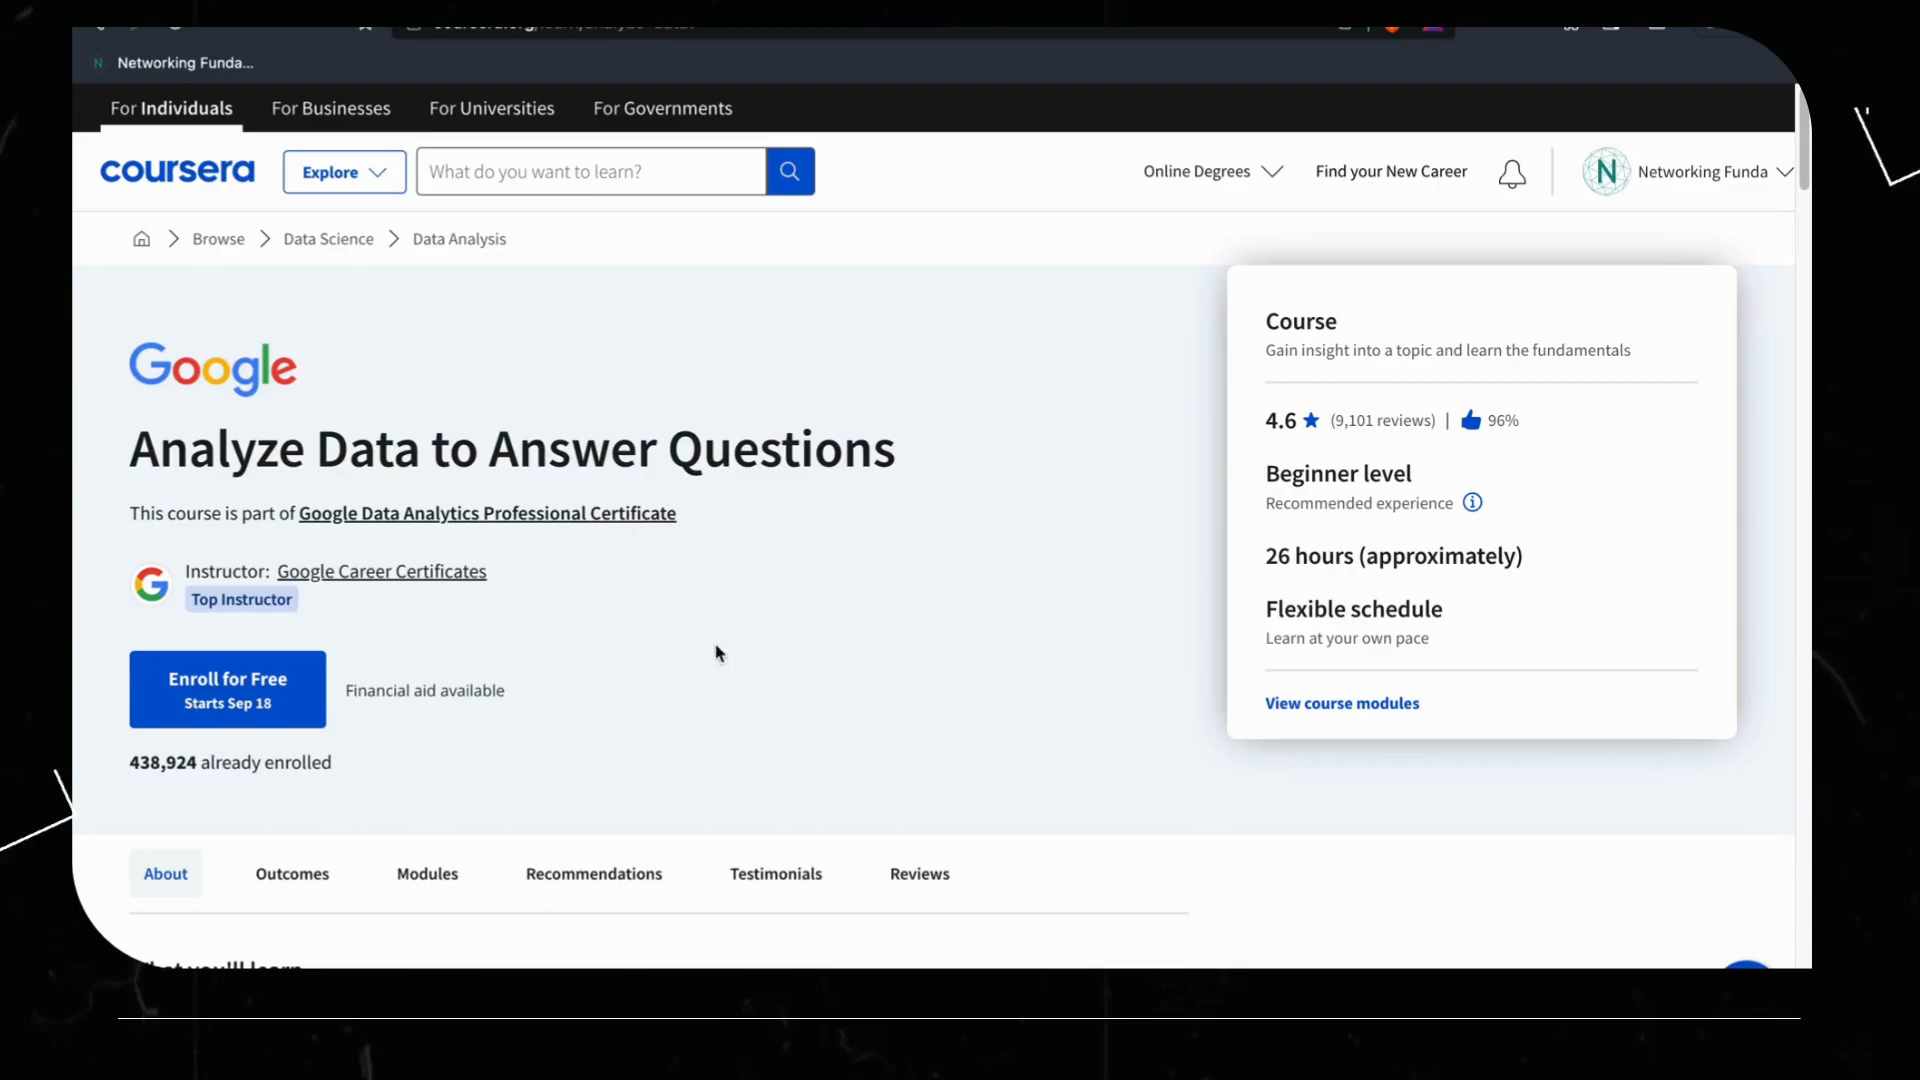 Networking Funda...
For Individuals For Businesses For Universities For Governments
coursera Explore What do you want to learn? Online Degrees Find your New Career N Networking Funda
Browse Data Science Data Analysis
Google
Analyze Data to Answer Questions
This course is part of Google Data Analytics Professional Certificate
Instructor: Google Career Certificates
Top Instructor
Enroll for Free
Starts Sep 18
Financial aid available
438,924 already enrolled
Course
Gain insight into a topic and learn the fundamentals
4.6 (9,101 reviews) | 96%
Beginner level
Recommended experience
26 hours (approximately)
Flexible schedule
Learn at your own pace
View course modules
About Outcomes Modules Recommendations Testimonials Reviews